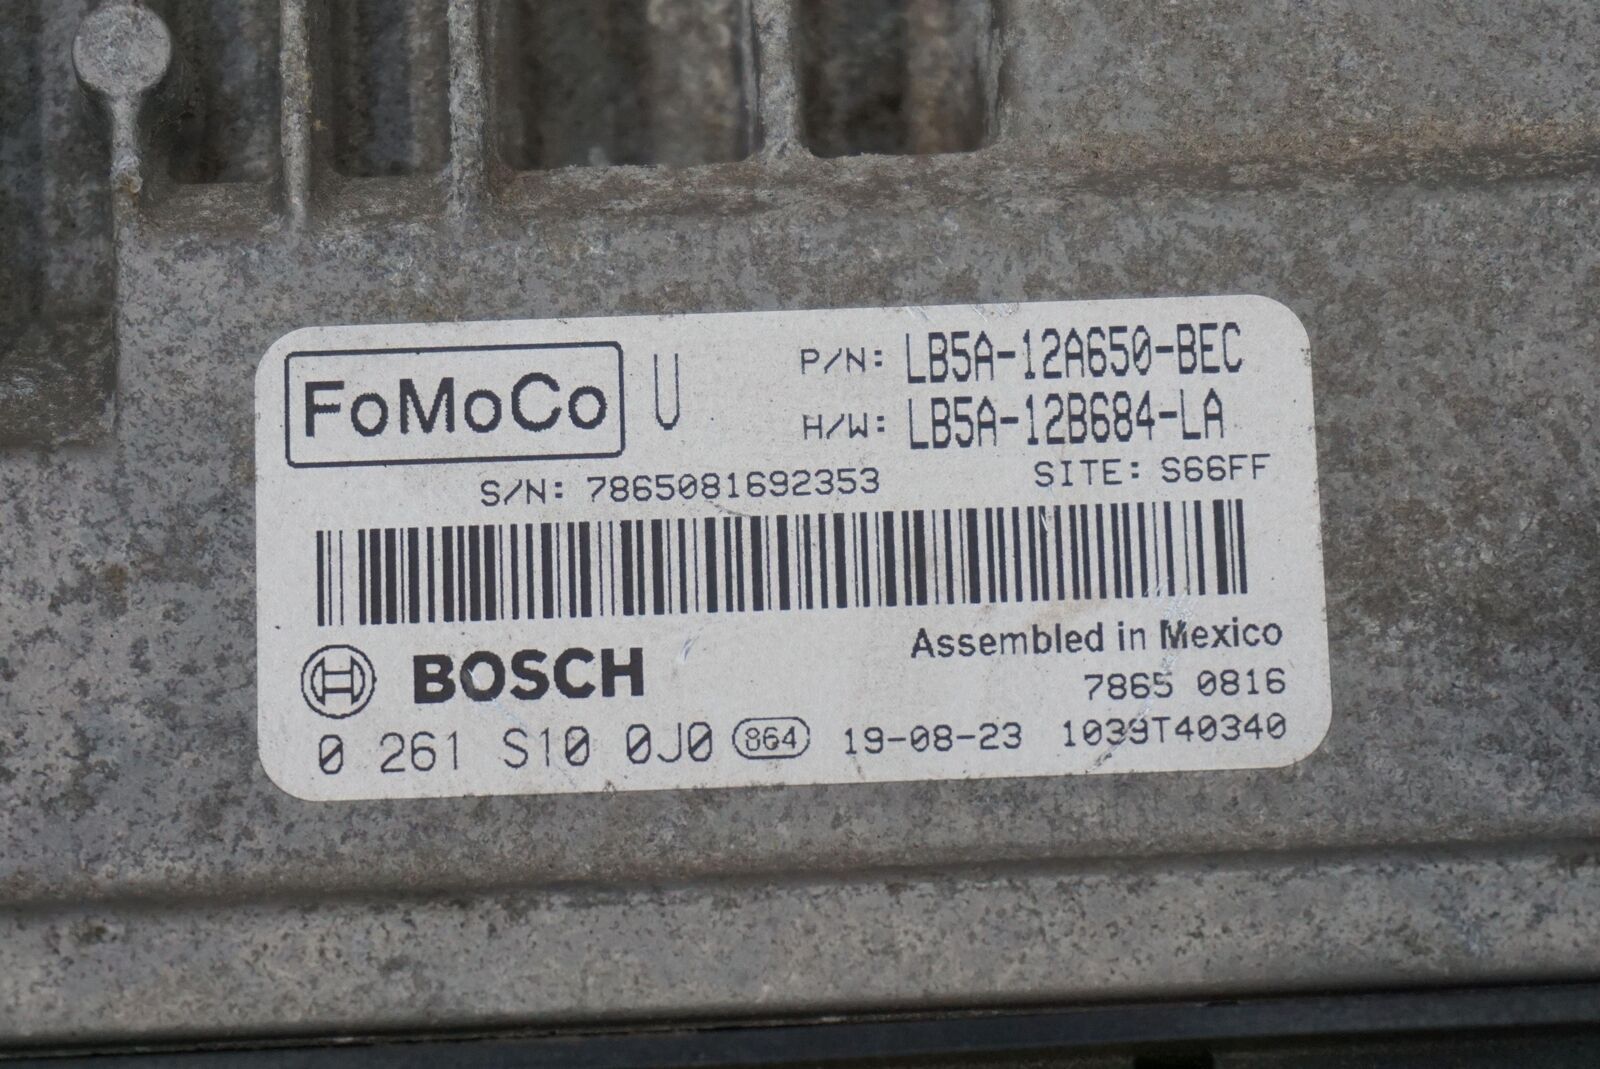 FoMoCo U P/N: LB5A-12A650-BEC
H/W: LB5A-12B684-LA
S/N: 7865081692353 SITE: S66FF
BOSCH Assembled in Mexico
7865 0816
0 261 S10 0J0 864 19-08-23 1039T40340